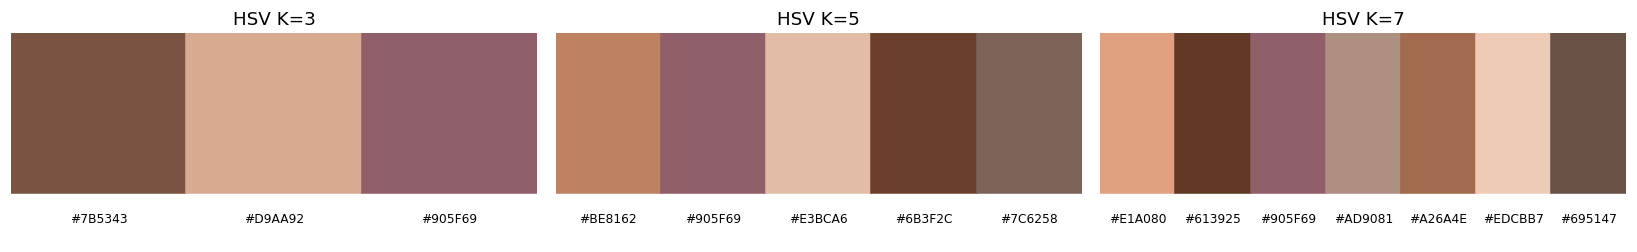 HSV K=3 HSV K=5 HSV K=7
#7B5343 #D9AA92 #905F69 #BE8162 #905F69 #E3BCA6 #6B3F2C #7C6258 #E1A080 #613925 #905F69 #AD9081 #A26A4E #EDCBB7 #695147